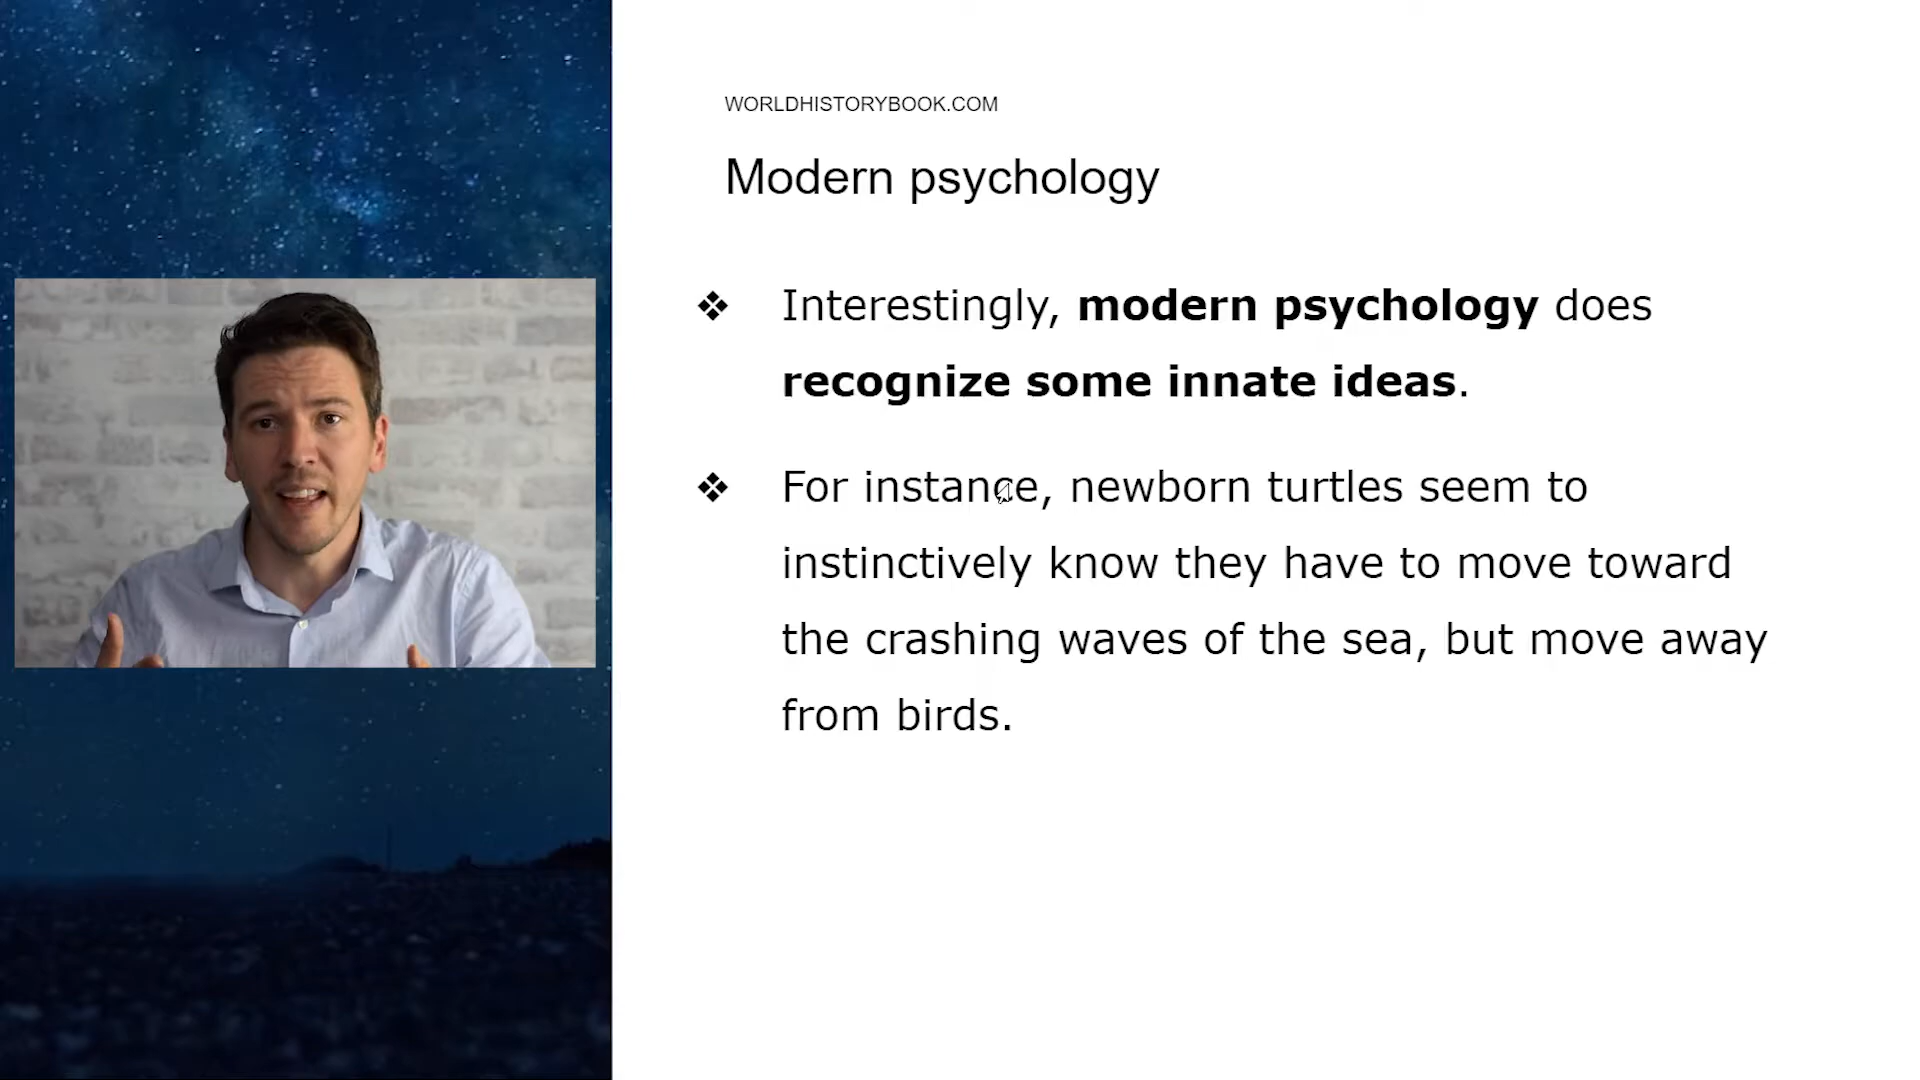 WORLDHISTORYBOOK.COM
Modern psychology
❖ Interestingly, modern psychology does
recognize some innate ideas.
❖ For instance, newborn turtles seem to
instinctively know they have to move toward
the crashing waves of the sea, but move away
from birds.